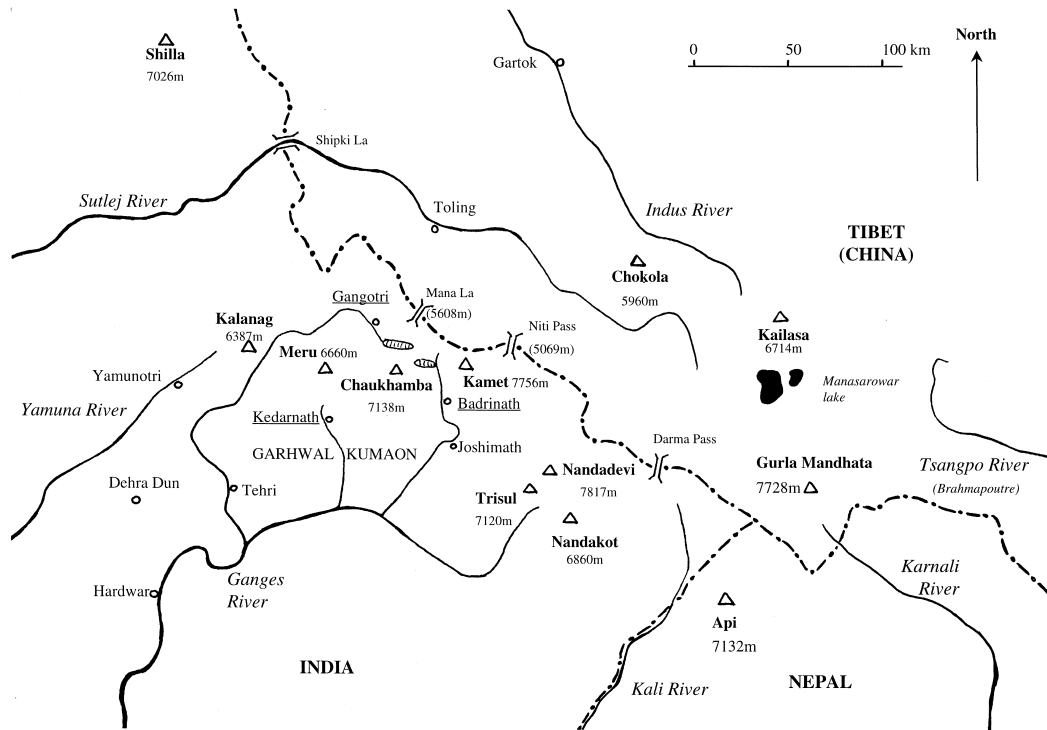 Shilla
7026m
Gartok
0 50 100 km
North
Shipki La
Sutlej River
Toling
Indus River
TIBET
(CHINA)
Chokola
5960m
Gangotri
Mana La
(5608m)
Niti Pass
(5069m)
Kailasa
6714m
Kalanag
6387m
Meru 6660m
Chaukhamba
7138m
Kamet 7756m
Yamunotri
Yamuna River
Manasarowar
lake
Kedarnath
Badrinath
GARHWAL
KUMAON
Joshimath
Darma Pass
Dehra Dun
Tehri
Nandadevi
7817m
Trisul
7120m
Nandakot
6860m
Gurla Mandhata
7728m
Tsangpo River
(Brahmapoutre)
Hardwar
Ganges
River
Karnali
River
Api
7132m
INDIA
Kali River
NEPAL